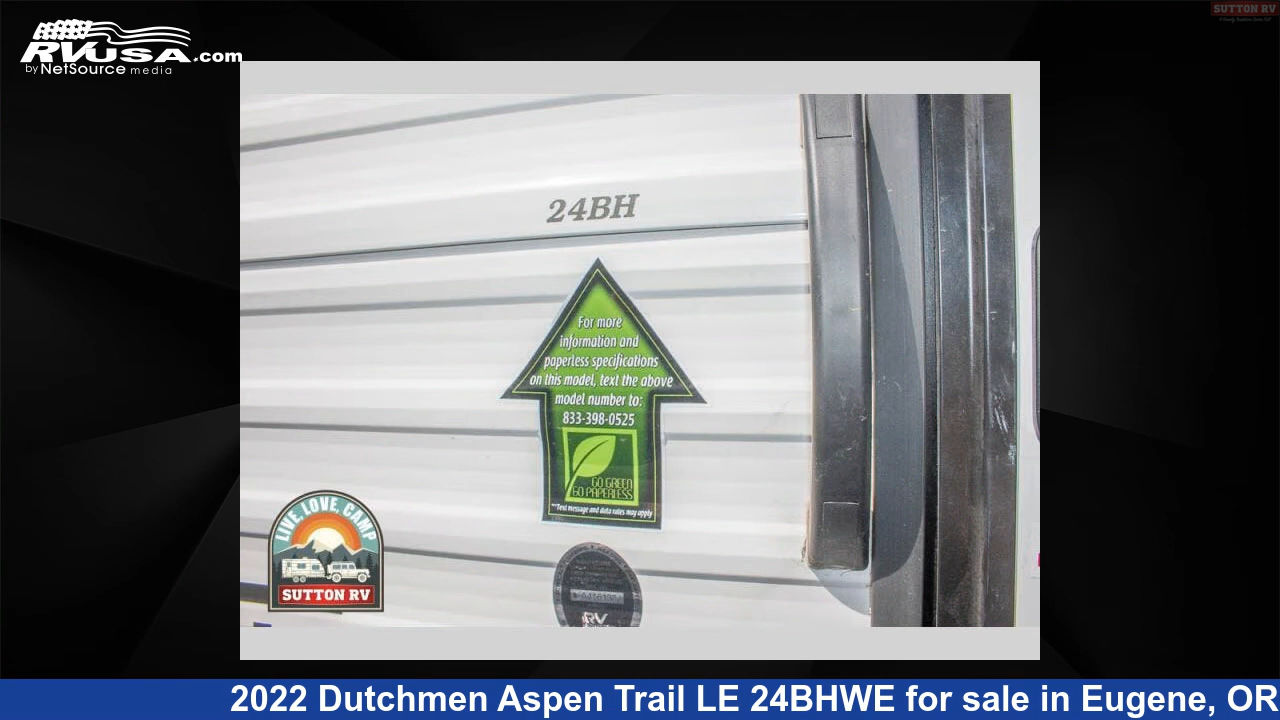 SUTTON RV
RVUSA.com
by NetSource media
24BH
For more
information and
paperless specifications
on this model, text the above
model number to:
833-398-0525
GO GREEN
GO PAPERLESS
**Text message and data rates may apply
LIVE, LOVE, CAMP
SUTTON RV
RV
2022 Dutchmen Aspen Trail LE 24BHWE for sale in Eugene, OR